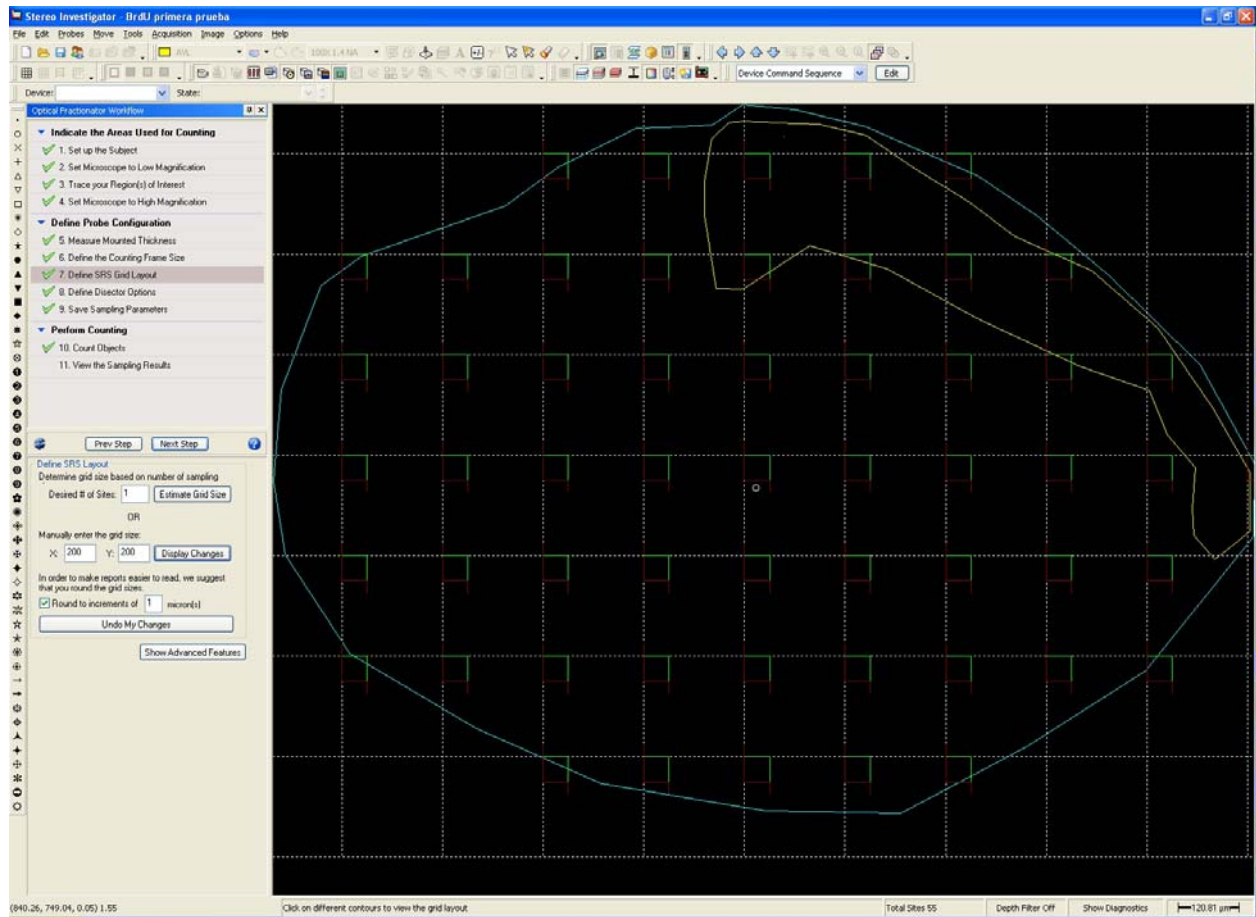 Stereo Investigator - BrdU primera prueba
File Edit Probes Move Tools Acquisition Image Options Help
AVL 100X 1.4 NA
Device Command Sequence Edit
Device: State:
Optical Fractionator Workflow
Indicate the Areas Used for Counting
1. Set up the Subject
2. Set Microscope to Low Magnification
3. Trace your Region(s) of Interest
4. Set Microscope to High Magnification
Define Probe Configuration
5. Measure Mounted Thickness
6. Define the Counting Frame Size
7. Define SRS Grid Layout
8. Define Disector Options
9. Save Sampling Parameters
Perform Counting
10. Count Objects
11. View the Sampling Results
Prev Step Next Step
Define SRS Layout
Determine grid size based on number of sampling
Desired # of Sites: 1 Estimate Grid Size
OR
Manually enter the grid size:
X: 200 Y: 200 Display Changes
In order to make reports easier to read, we suggest
that you round the grid sizes.
Round to increments of 1 micron(s)
Undo My Changes
Show Advanced Features
(840.26, 749.04, 0.05) 1.55 Click on different contours to view the grid layout Total Sites 55 Depth Filter Off Show Diagnostics 120.81 µm